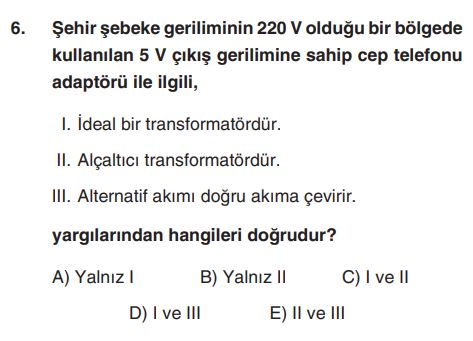 6. Şehir şebeke geriliminin 220 V olduğu bir bölgede
kullanılan 5 V çıkış gerilimine sahip cep telefonu
adaptörü ile ilgili,
I. İdeal bir transformatördür.
II. Alçaltıcı transformatördür.
III. Alternatif akımı doğru akıma çevirir.
yargılarından hangileri doğrudur?
A) Yalnız I B) Yalnız II C) I ve II
D) I ve III E) II ve III